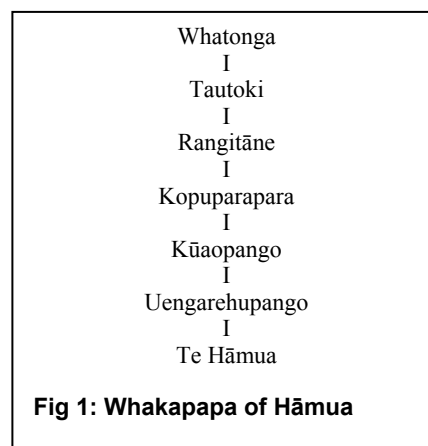 Whatonga
I
Tautoki
I
Rangitāne
I
Kopuparapara
I
Kūaopango
I
Uengarehupango
I
Te Hāmua
Fig 1: Whakapapa of Hāmua